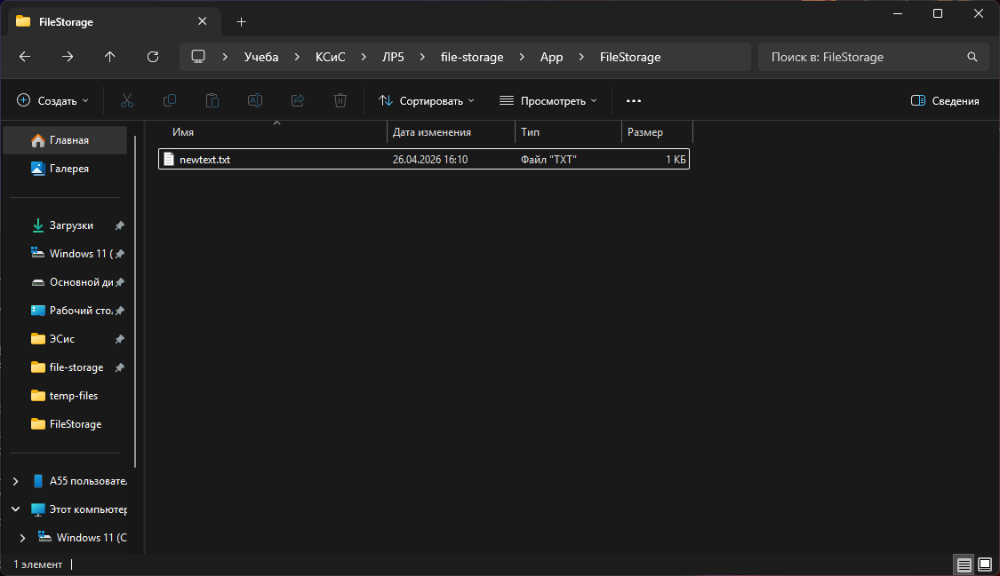 FileStorage
Учеба > КСиС > ЛР5 > file-storage > App > FileStorage
Поиск в: FileStorage
Создать
Сортировать
Просмотреть
Сведения
Имя Дата изменения Тип Размер
newtext.txt 26.04.2026 16:10 Файл "TXT" 1 КБ
Главная
Галерея
Загрузки
Windows 11 (
Основной ди
Рабочий сто.
ЭСис
file-storage
temp-files
FileStorage
A55 пользовате
Этот компьютер
Windows 11 (C
1 элемент